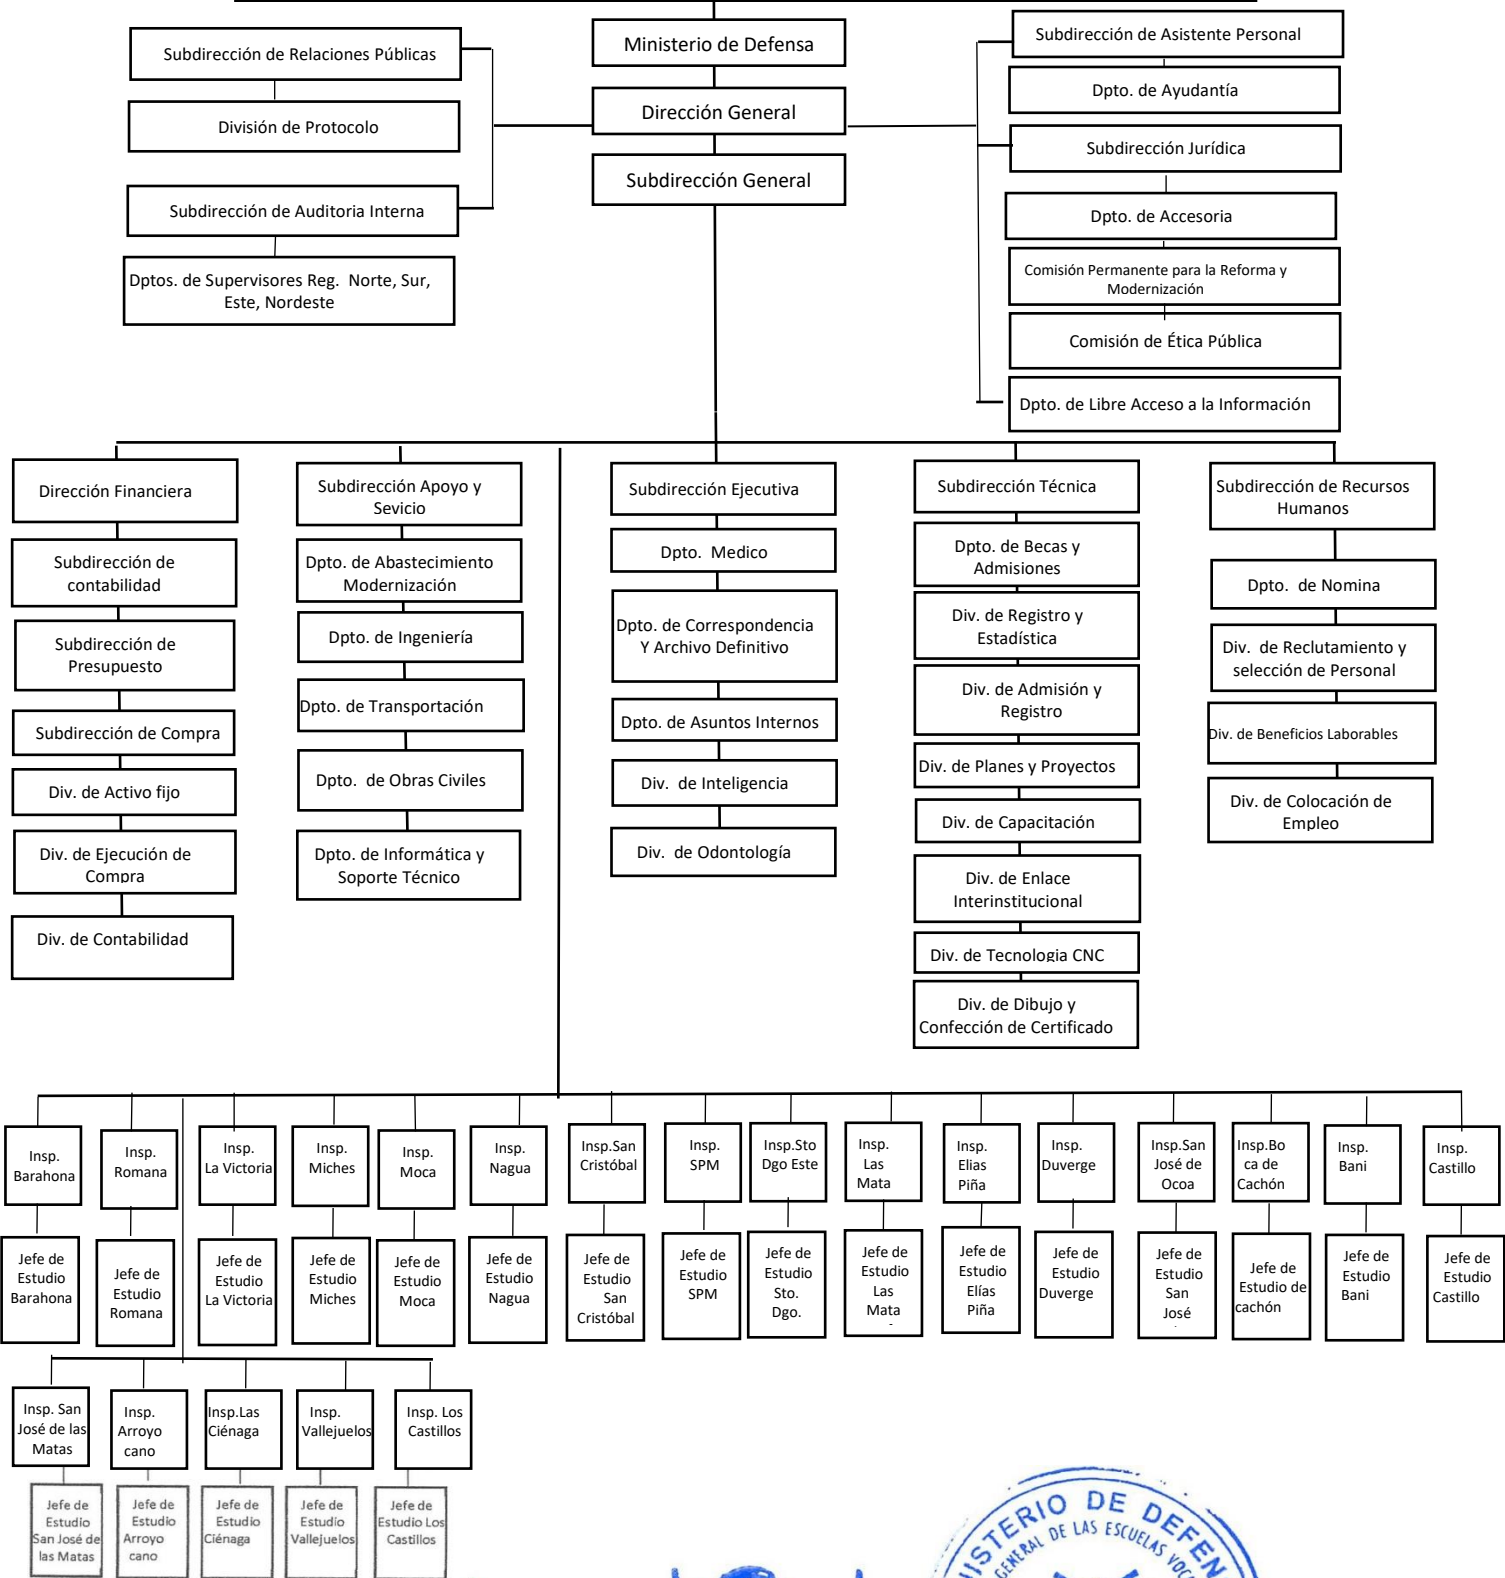 Ministerio de Defensa
Dirección General
Subdirección General
Subdirección de Relaciones Públicas
División de Protocolo
Subdirección de Auditoria Interna
Dptos. de Supervisores Reg. Norte, Sur,
Este, Nordeste
Subdirección de Asistente Personal
Dpto. de Ayudantía
Subdirección Jurídica
Dpto. de Accesoria
Comisión Permanente para la Reforma y
Modernización
Comisión de Ética Pública
Dpto. de Libre Acceso a la Información
Dirección Financiera
Subdirección de
contabilidad
Subdirección de
Presupuesto
Subdirección de Compra
Div. de Activo fijo
Div. de Ejecución de
Compra
Div. de Contabilidad
Subdirección Apoyo y
Sevicio
Dpto. de Abastecimiento
Modernización
Dpto. de Ingeniería
Dpto. de Transportación
Dpto. de Obras Civiles
Dpto. de Informática y
Soporte Técnico
Subdirección Ejecutiva
Dpto. Medico
Dpto. de Correspondencia
Y Archivo Definitivo
Dpto. de Asuntos Internos
Div. de Inteligencia
Div. de Odontología
Subdirección Técnica
Dpto. de Becas y
Admisiones
Div. de Registro y
Estadística
Div. de Admisión y
Registro
Div. de Planes y Proyectos
Div. de Capacitación
Div. de Enlace
Interinstitucional
Div. de Tecnologia CNC
Div. de Dibujo y
Confección de Certificado
Subdirección de Recursos
Humanos
Dpto. de Nomina
Div. de Reclutamiento y
selección de Personal
Div. de Beneficios Laborables
Div. de Colocación de
Empleo
Insp.
Barahona
Insp.
Romana
Insp.
La Victoria
Insp.
Miches
Insp.
Moca
Insp.
Nagua
Insp.San
Cristóbal
Insp.
SPM
Insp.Sto
Dgo Este
Insp.
Las
Mata
Insp.
Elias
Piña
Insp.
Duverge
Insp.San
José de
Ocoa
Insp.Bo
ca de
Cachón
Insp.
Bani
Insp.
Castillo
Jefe de
Estudio
Barahona
Jefe de
Estudio
Romana
Jefe de
Estudio
La Victoria
Jefe de
Estudio
Miches
Jefe de
Estudio
Moca
Jefe de
Estudio
Nagua
Jefe de
Estudio
San
Cristóbal
Jefe de
Estudio
SPM
Jefe de
Estudio
Sto.
Dgo.
Jefe de
Estudio
Las
Mata
Jefe de
Estudio
Elías
Piña
Jefe de
Estudio
Duverge
Jefe de
Estudio
San
José
Jefe de
Estudio de
cachón
Jefe de
Estudio
Bani
Jefe de
Estudio
Castillo
Insp. San
José de las
Matas
Insp.
Arroyo
cano
Insp.Las
Ciénaga
Insp.
Vallejuelos
Insp. Los
Castillos
Jefe de
Estudio
San José de
las Matas
Jefe de
Estudio
Arroyo
cano
Jefe de
Estudio
Ciénaga
Jefe de
Estudio
Vallejuelos
Jefe de
Estudio Los
Castillos
DE
DE LAS ESCUELAS